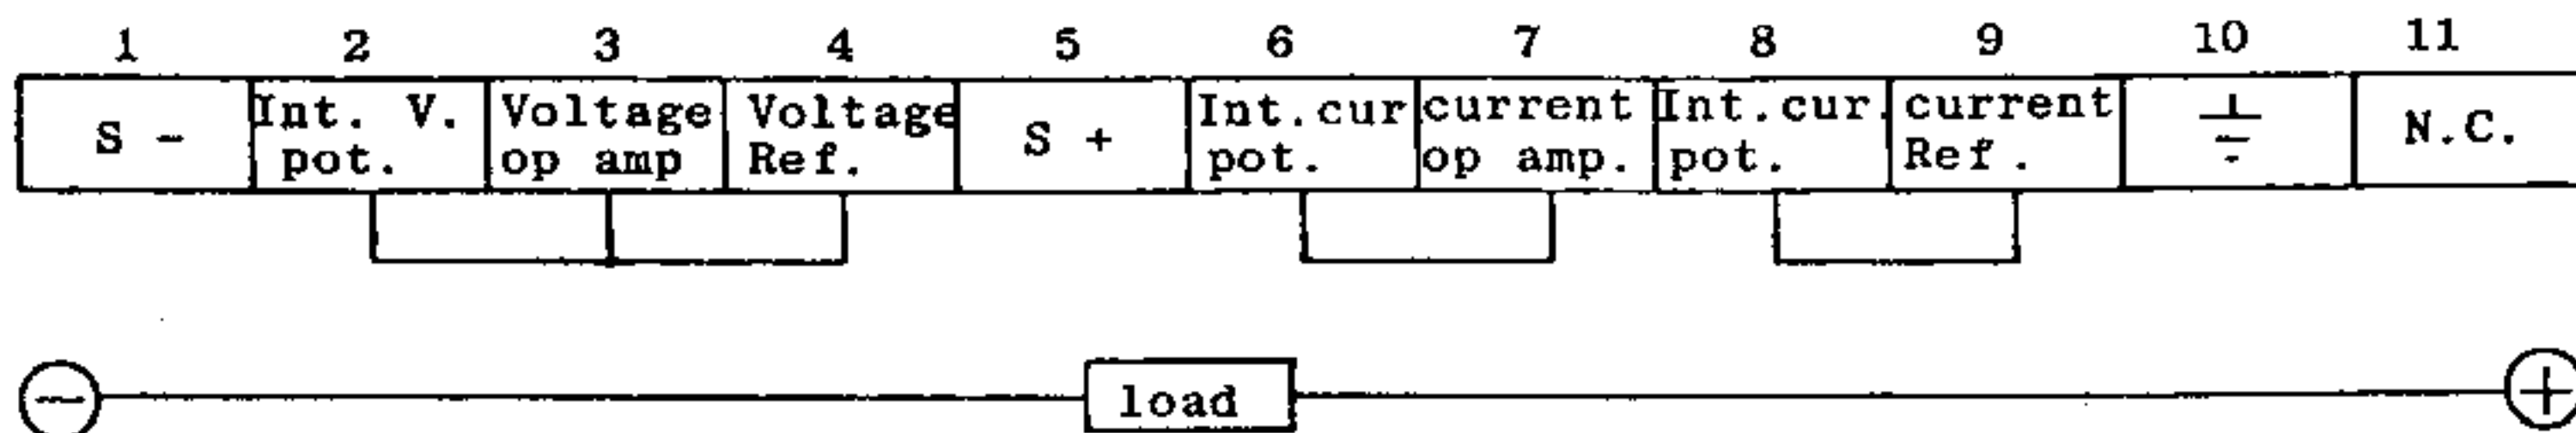 1 2 3 4 5 6 7 8 9 10 11
S - Int. V. pot. Voltage op amp Voltage Ref. S + Int.cur pot. current op amp. Int.cur. pot. current Ref. N.C.
− load +